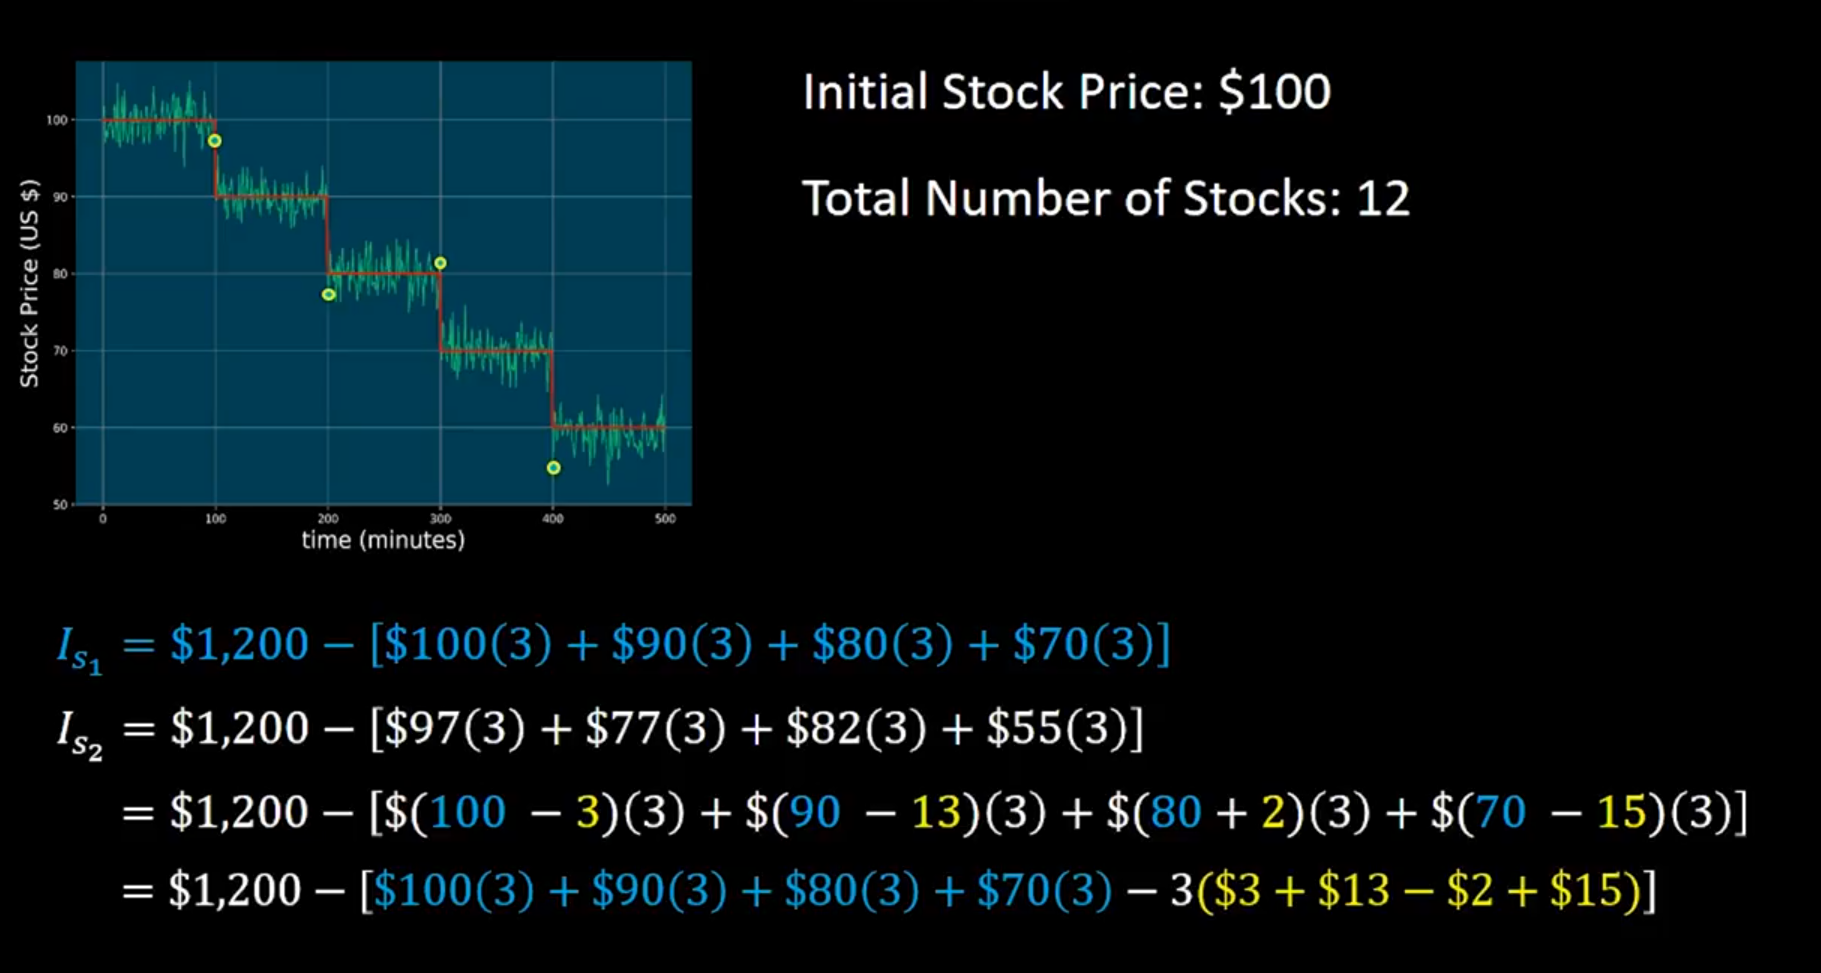 Initial Stock Price: $100
Total Number of Stocks: 12
Stock Price (US $)
100
90
80
70
60
50
0 100 200 300 400 500
time (minutes)
I_{s_1} = $1,200 − [$100(3) + $90(3) + $80(3) + $70(3)]
I_{s_2} = $1,200 − [$97(3) + $77(3) + $82(3) + $55(3)]
= $1,200 − [$(100 − 3)(3) + $(90 − 13)(3) + $(80 + 2)(3) + $(70 − 15)(3)]
= $1,200 − [$100(3) + $90(3) + $80(3) + $70(3) − 3($3 + $13 − $2 + $15)]